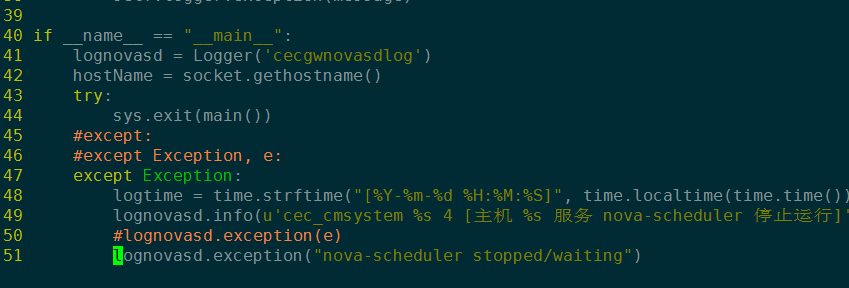 39
40 if __name__ == "__main__":
41     lognovasd = Logger('cecgwnovasdlog')
42     hostName = socket.gethostname()
43     try:
44         sys.exit(main())
45     #except:
46     #except Exception, e:
47     except Exception:
48         logtime = time.strftime("[%Y-%m-%d %H:%M:%S]", time.localtime(time.time())
49         lognovasd.info(u'cec_cmsystem %s 4 [主机 %s 服务 nova-scheduler 停止运行]'
50         #lognovasd.exception(e)
51         lognovasd.exception("nova-scheduler stopped/waiting")